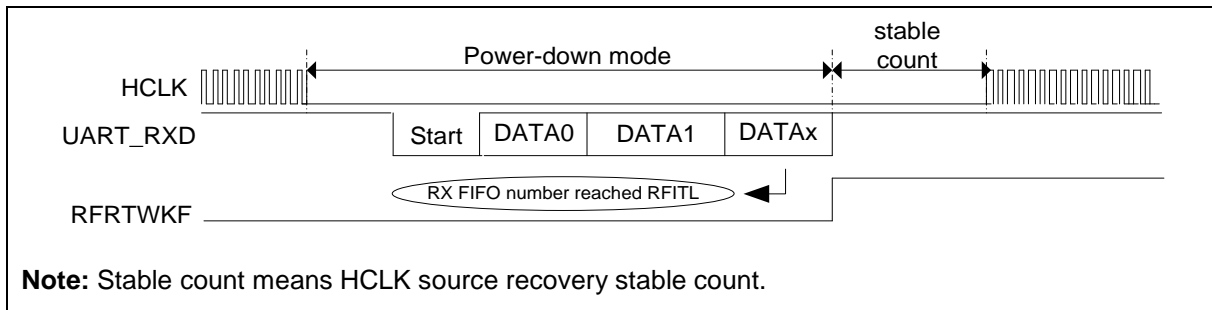 stable
count
Power-down mode
HCLK
UART_RXD
Start
DATA0
DATA1
DATAx
RX FIFO number reached RFITL
RFRTWKF
Note: Stable count means HCLK source recovery stable count.